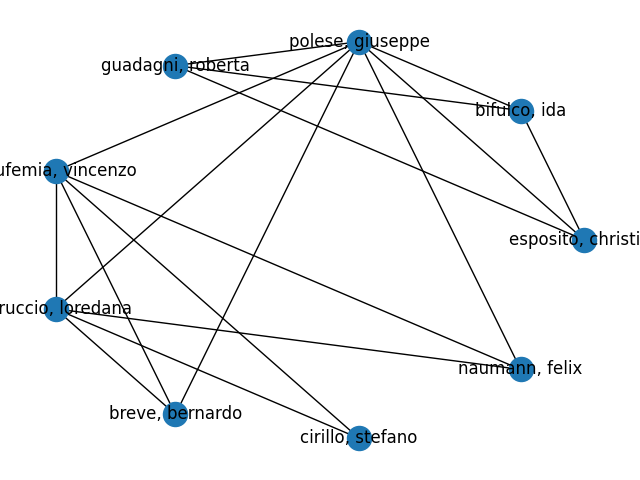 polese, giuseppe
guadagni, roberta
bifulco, ida
ufemia, vincenzo
esposito, christi
ruccio, loredana
naumann, felix
breve, bernardo
cirillo, stefano